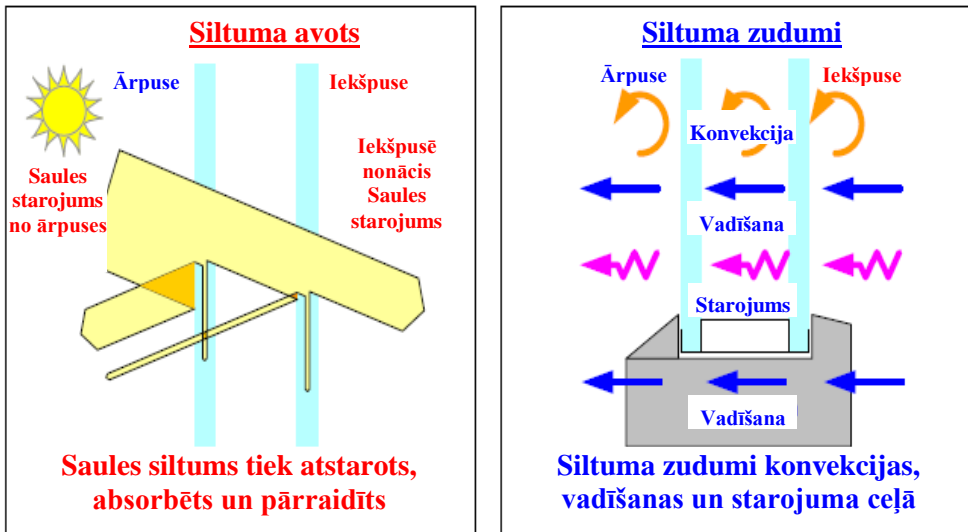 Siltuma avots
Ārpuse
Iekšpuse
Saules
starojums
no ārpuses
Iekšpusē
nonācis
Saules
starojums
Saules siltums tiek atstarots,
absorbēts un pārraidīts
Siltuma zudumi
Ārpuse
Iekšpuse
Konvekcija
Vadīšana
Starojums
Vadīšana
Siltuma zudumi konvekcijas,
vadīšanas un starojuma ceļā